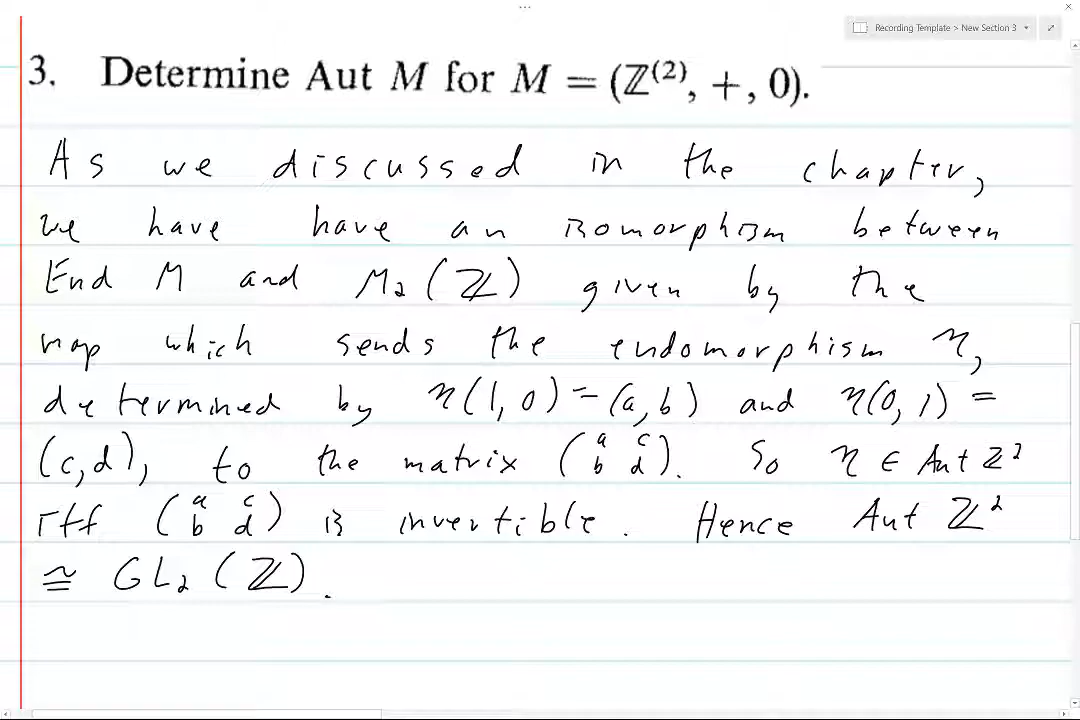 Recording Template > New Section 3
3. Determine Aut M for M = (ℤ⁽²⁾, +, 0).
As we discussed in the chapter,
we have have an isomorphism between
End M and M₂(ℤ) given by the
map which sends the endomorphism η,
determined by η(1,0) = (a,b) and η(0,1) =
(c,d), to the matrix (a c / b d). So η ∈ Aut ℤ²
iff (a c / b d) is invertible. Hence Aut ℤ²
≅ GL₂(ℤ).